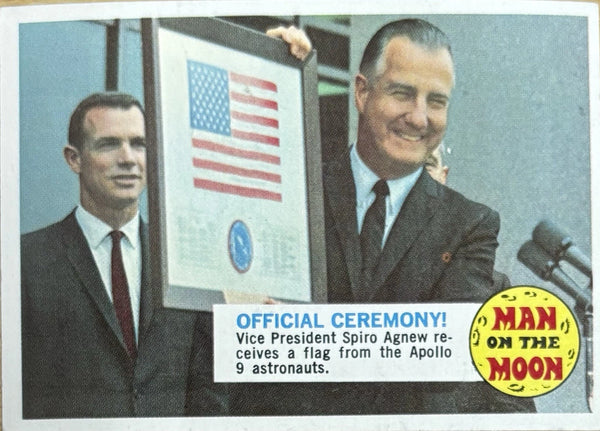 OFFICIAL CEREMONY!
Vice President Spiro Agnew re-
ceives a flag from the Apollo
9 astronauts.
MAN
ON THE
MOON